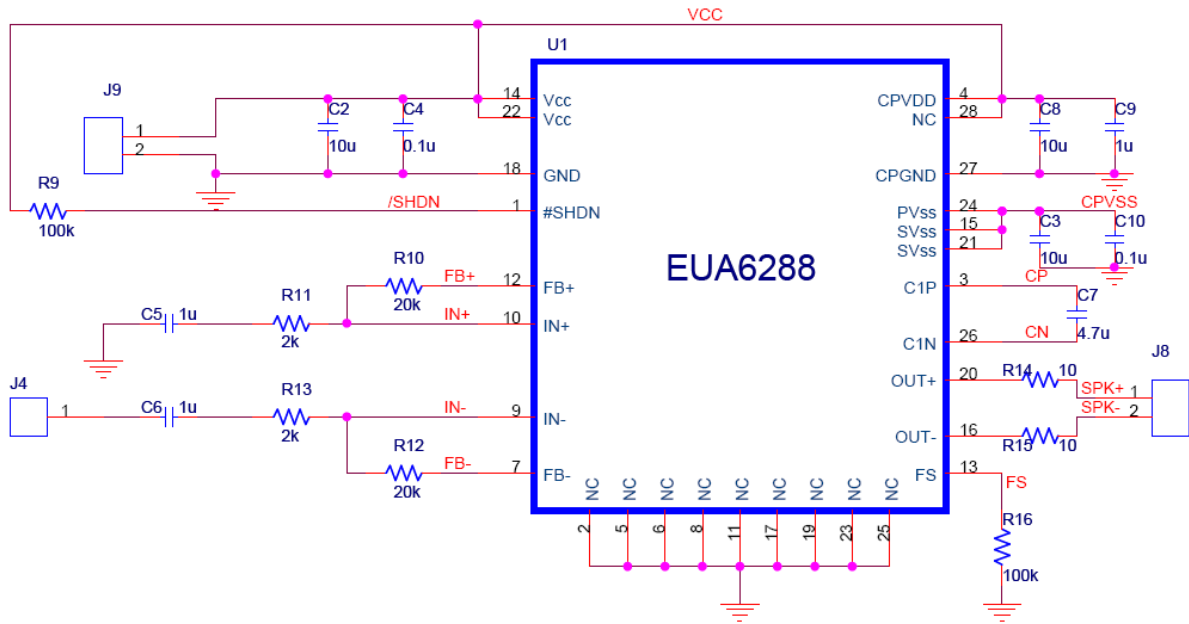 VCC
U1
J9
1
2
C2
10u
C4
0.1u
14 Vcc
22 Vcc
18 GND
R9
100k
/SHDN
1 #SHDN
R10
20k
FB+
12 FB+
C5 1u
R11
2k
IN+
10 IN+
J4
1
C6 1u
R13
2k
IN-
9 IN-
R12
20k
FB-
7 FB-
EUA6288
CPVDD 4
NC 28
C8
10u
C9
1u
CPGND 27
PVss 24
SVss 15
SVss 21
CPVSS
C3
10u
C10
0.1u
C1P 3
CP
C7
4.7u
C1N 26
CN
OUT+ 20
R14 10
SPK+ 1
SPK- 2
J8
OUT- 16
R15 10
FS 13
FS
R16
100k
NC NC NC NC NC NC NC NC NC
2 5 6 8 11 17 19 23 25